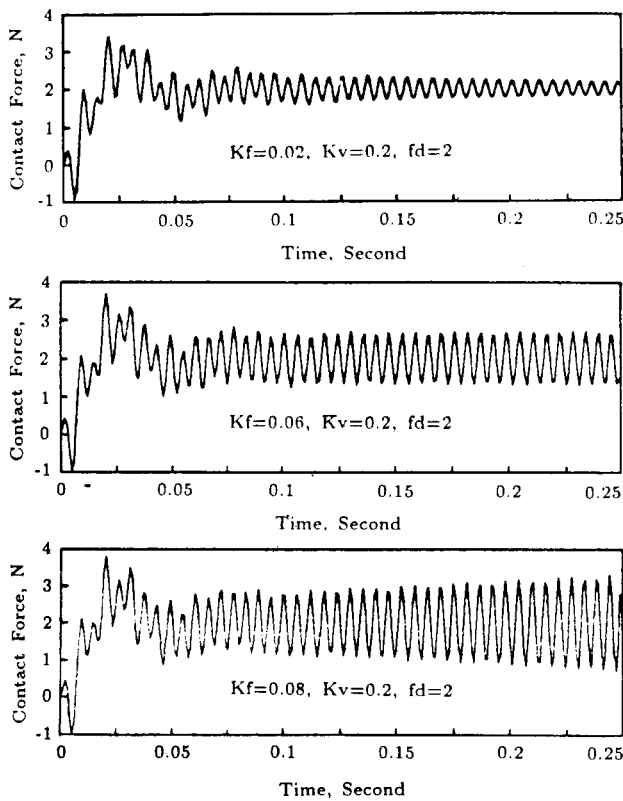 Contact Force, N
4
3
2
1
0
-1
Kf=0.02, Kv=0.2, fd=2
0 0.05 0.1 0.15 0.2 0.25
Time, Second
Contact Force, N
4
3
2
1
0
-1
Kf=0.06, Kv=0.2, fd=2
0 0.05 0.1 0.15 0.2 0.25
Time, Second
Contact Force, N
4
3
2
1
0
-1
Kf=0.08, Kv=0.2, fd=2
0 0.05 0.1 0.15 0.2 0.25
Time, Second